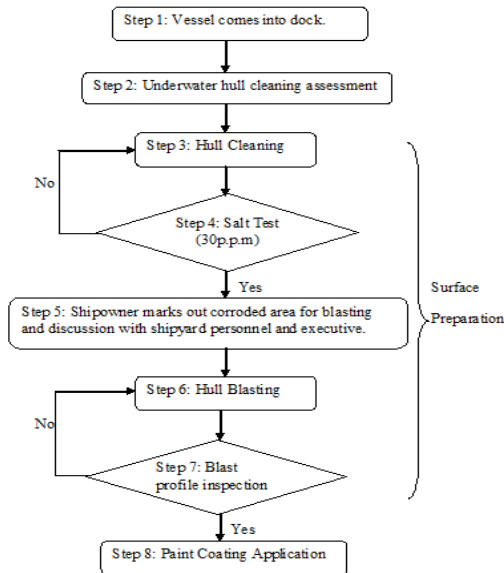 Step 1: Vessel comes into dock.
Step 2: Underwater hull cleaning assessment
Step 3: Hull Cleaning
No
Step 4: Salt Test
(30p.p.m)
Yes
Surface
Preparation
Step 5: Shipowner marks out corroded area for blasting
and discussion with shipyard personnel and executive.
Step 6: Hull Blasting
No
Step 7: Blast
profile inspection
Yes
Step 8: Paint Coating Application